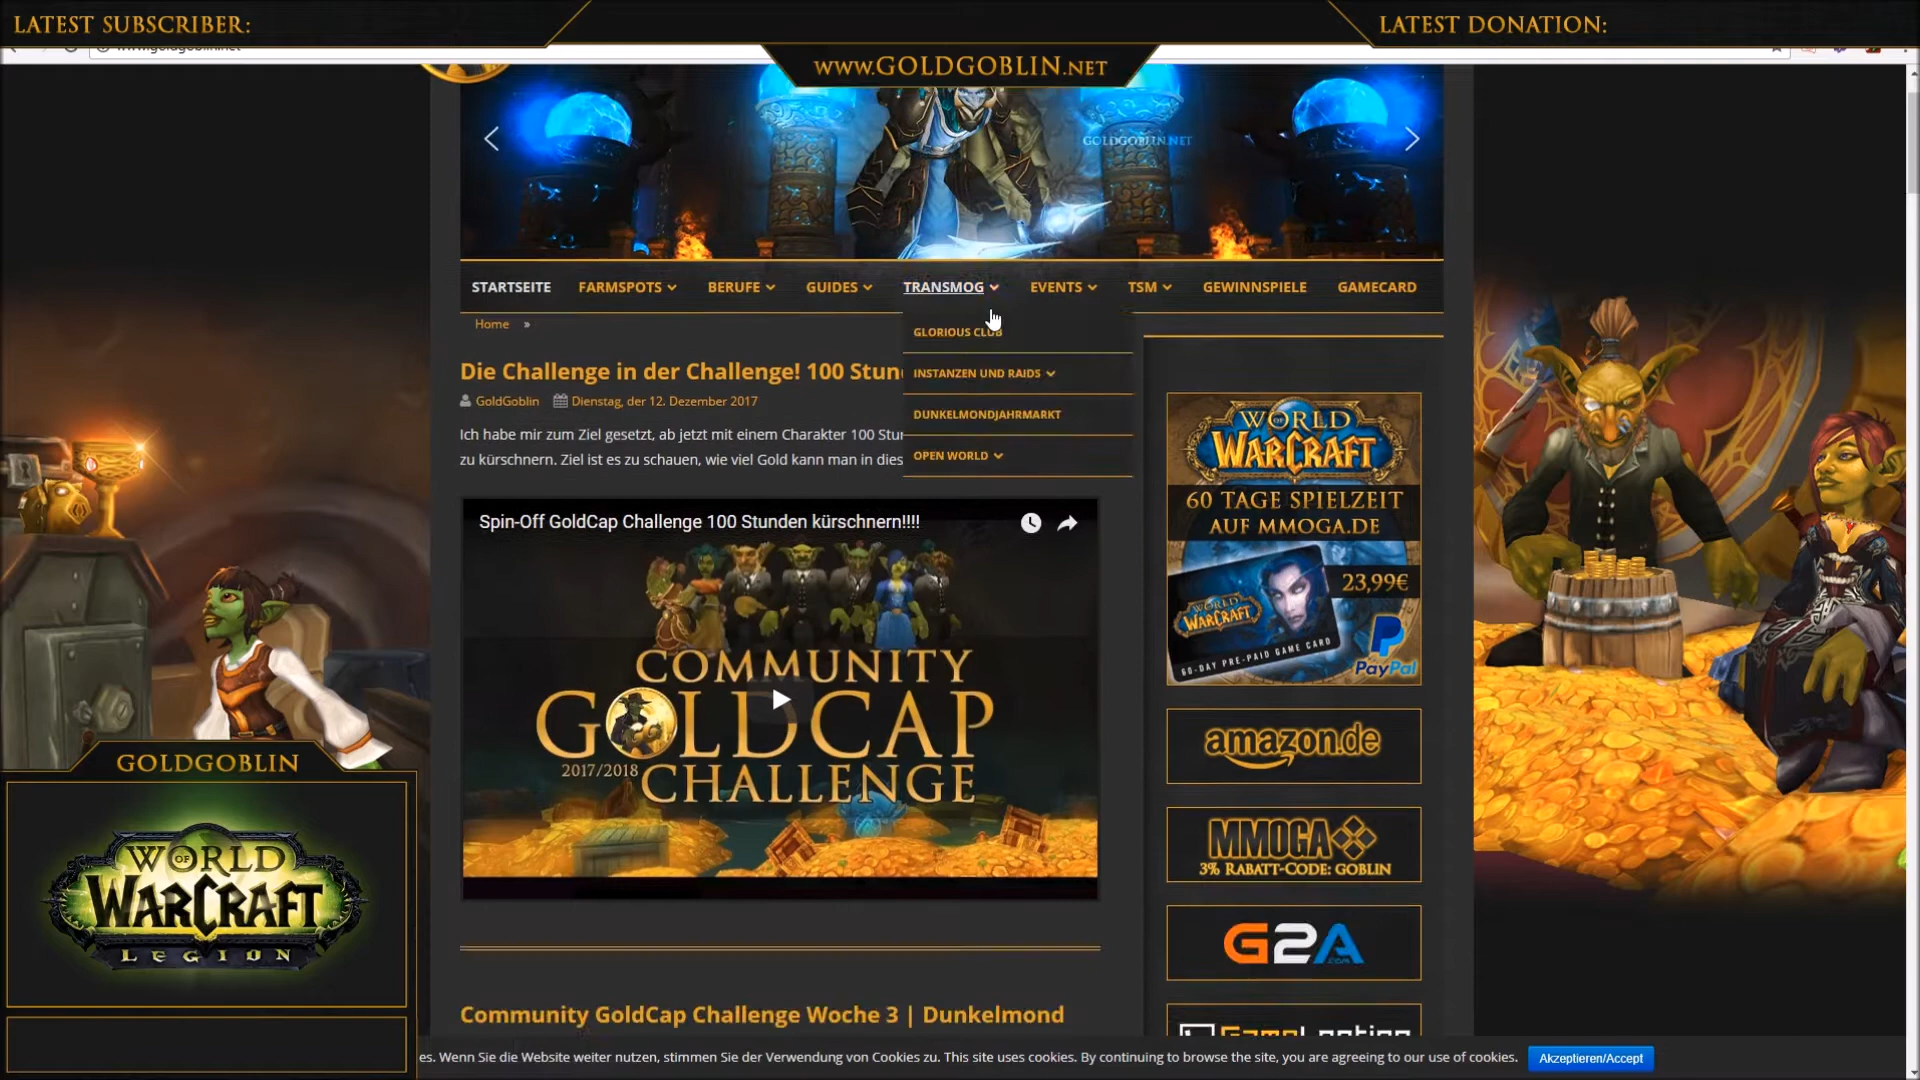 LATEST SUBSCRIBER:
LATEST DONATION:
WWW.GOLDGOBLIN.NET
GOLDGOBLIN.NET
STARTSEITE FARMSPOTS BERUFE GUIDES TRANSMOG EVENTS TSM GEWINNSPIELE GAMECARD
Home »
GLORIOUS CLUB
INSTANZEN UND RAIDS
DUNKELMONDJAHRMARKT
OPEN WORLD
Die Challenge in der Challenge! 100 Stun
GoldGoblin Dienstag, der 12. Dezember 2017
Ich habe mir zum Ziel gesetzt, ab jetzt mit einem Charakter 100 Stun
zu kürschnern. Ziel ist es zu schauen, wie viel Gold kann man in dies
Spin-Off GoldCap Challenge 100 Stunden kürschnern!!!!
COMMUNITY
GOLDCAP
2017/2018 CHALLENGE
Community GoldCap Challenge Woche 3 | Dunkelmond
WORLD OF WARCRAFT
60 TAGE SPIELZEIT
AUF MMOGA.DE
23,99€
WORLD OF WARCRAFT
60-DAY PRE-PAID GAME CARD
PayPal
amazon.de
MMOGA
3% RABATT-CODE: GOBLIN
G2A.COM
GOLDGOBLIN
WORLD OF WARCRAFT
LEGION
es. Wenn Sie die Website weiter nutzen, stimmen Sie der Verwendung von Cookies zu. This site uses cookies. By continuing to browse the site, you are agreeing to our use of cookies. Akzeptieren/Accept